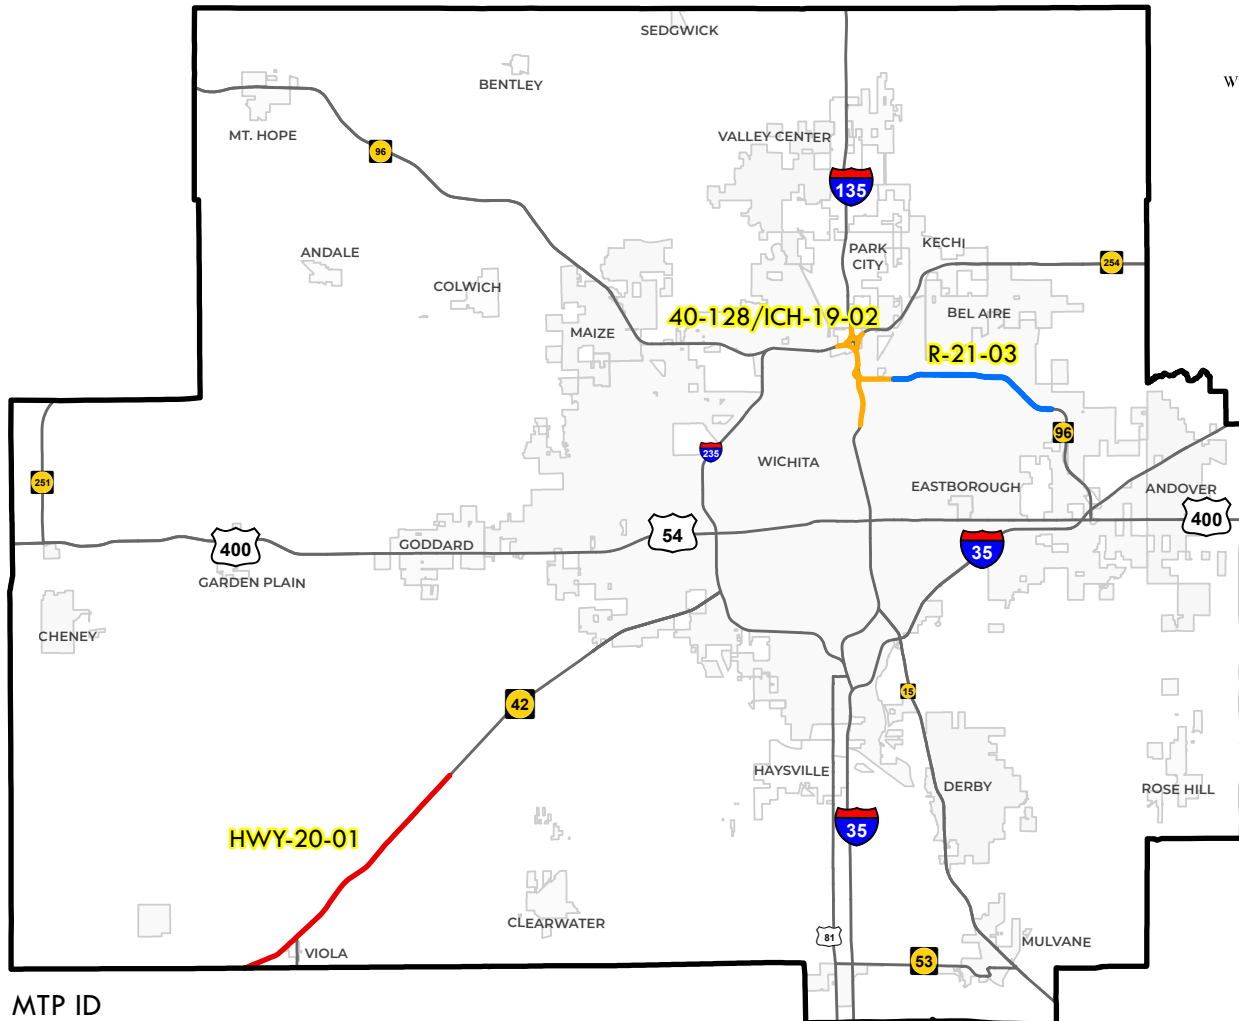 SEDGWICK
BENTLEY
W
MT. HOPE
VALLEY CENTER
96
135
ANDALE
PARK
CITY
KECHI
254
COLWICH
40-128/ICH-19-02
BEL AIRE
MAIZE
R-21-03
96
235
WICHITA
251
EASTBOROUGH
ANDOVER
400
54
400
GODDARD
35
GARDEN PLAIN
CHENEY
42
15
HAYSVILLE
DERBY
ROSE HILL
35
HWY-20-01
CLEARWATER
81
MULVANE
VIOLA
53
MTP ID